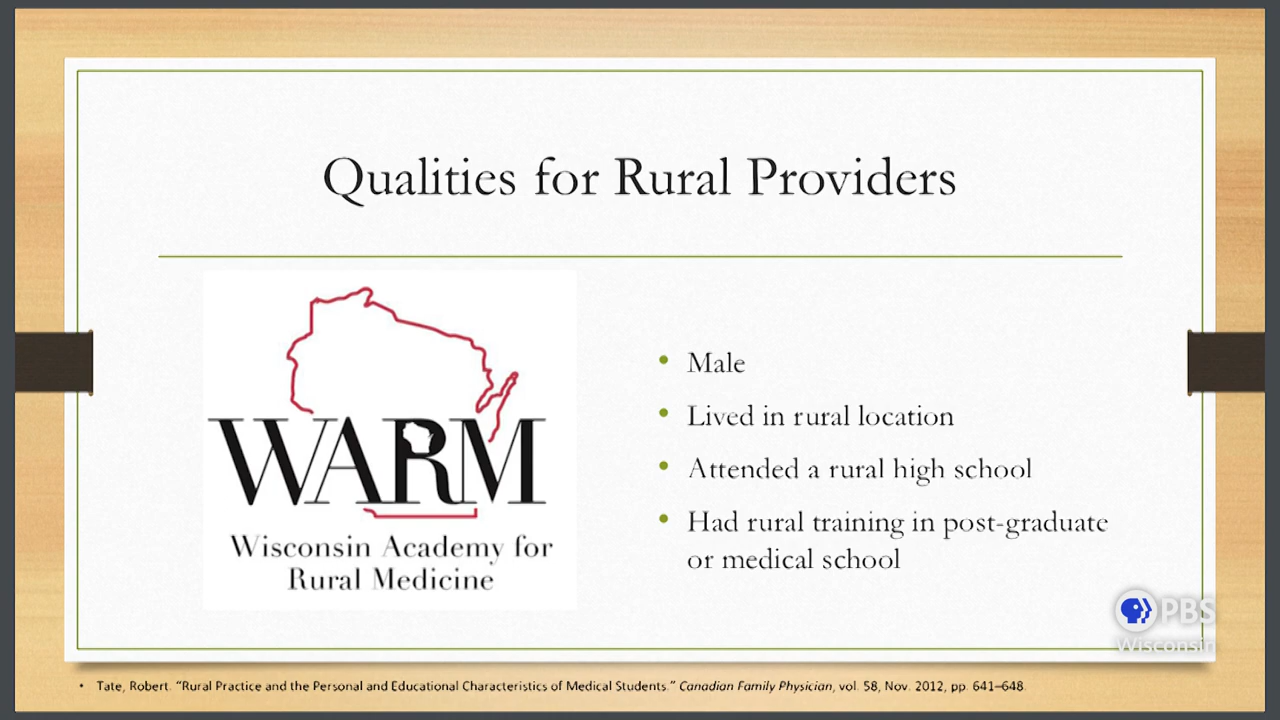 Qualities for Rural Providers
WARM
Wisconsin Academy for
Rural Medicine
• Male
• Lived in rural location
• Attended a rural high school
• Had rural training in post-graduate
or medical school
PBS
Wisconsin
• Tate, Robert. “Rural Practice and the Personal and Educational Characteristics of Medical Students.” Canadian Family Physician, vol. 58, Nov. 2012, pp. 641–648.